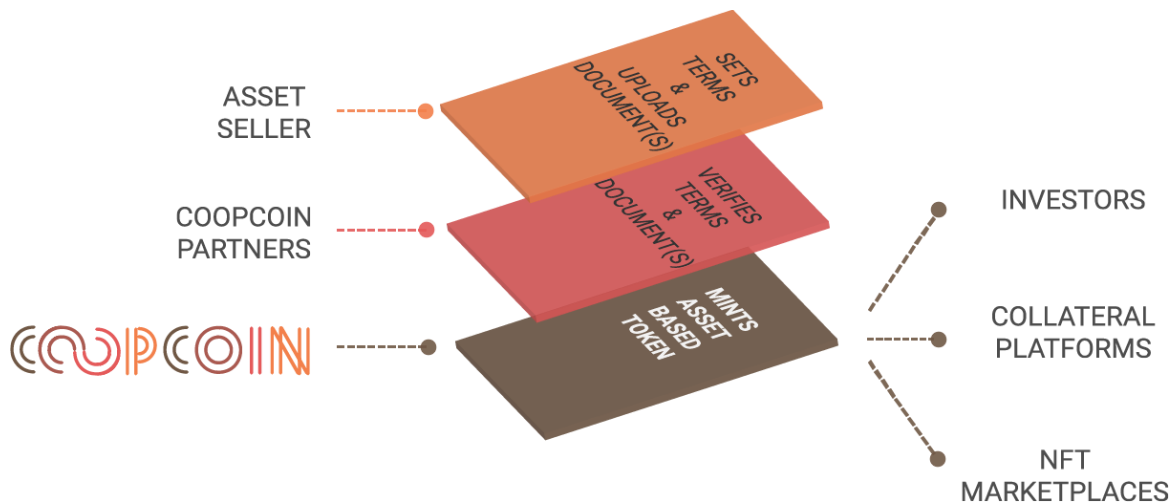 ASSET
SELLER
SETS
TERMS
&
UPLOADS
DOCUMENT(S)
COOPCOIN
PARTNERS
VERIFIES
TERMS
&
DOCUMENT(S)
COOPCOIN
MINTS
ASSET
BASED
TOKEN
INVESTORS
COLLATERAL
PLATFORMS
NFT
MARKETPLACES